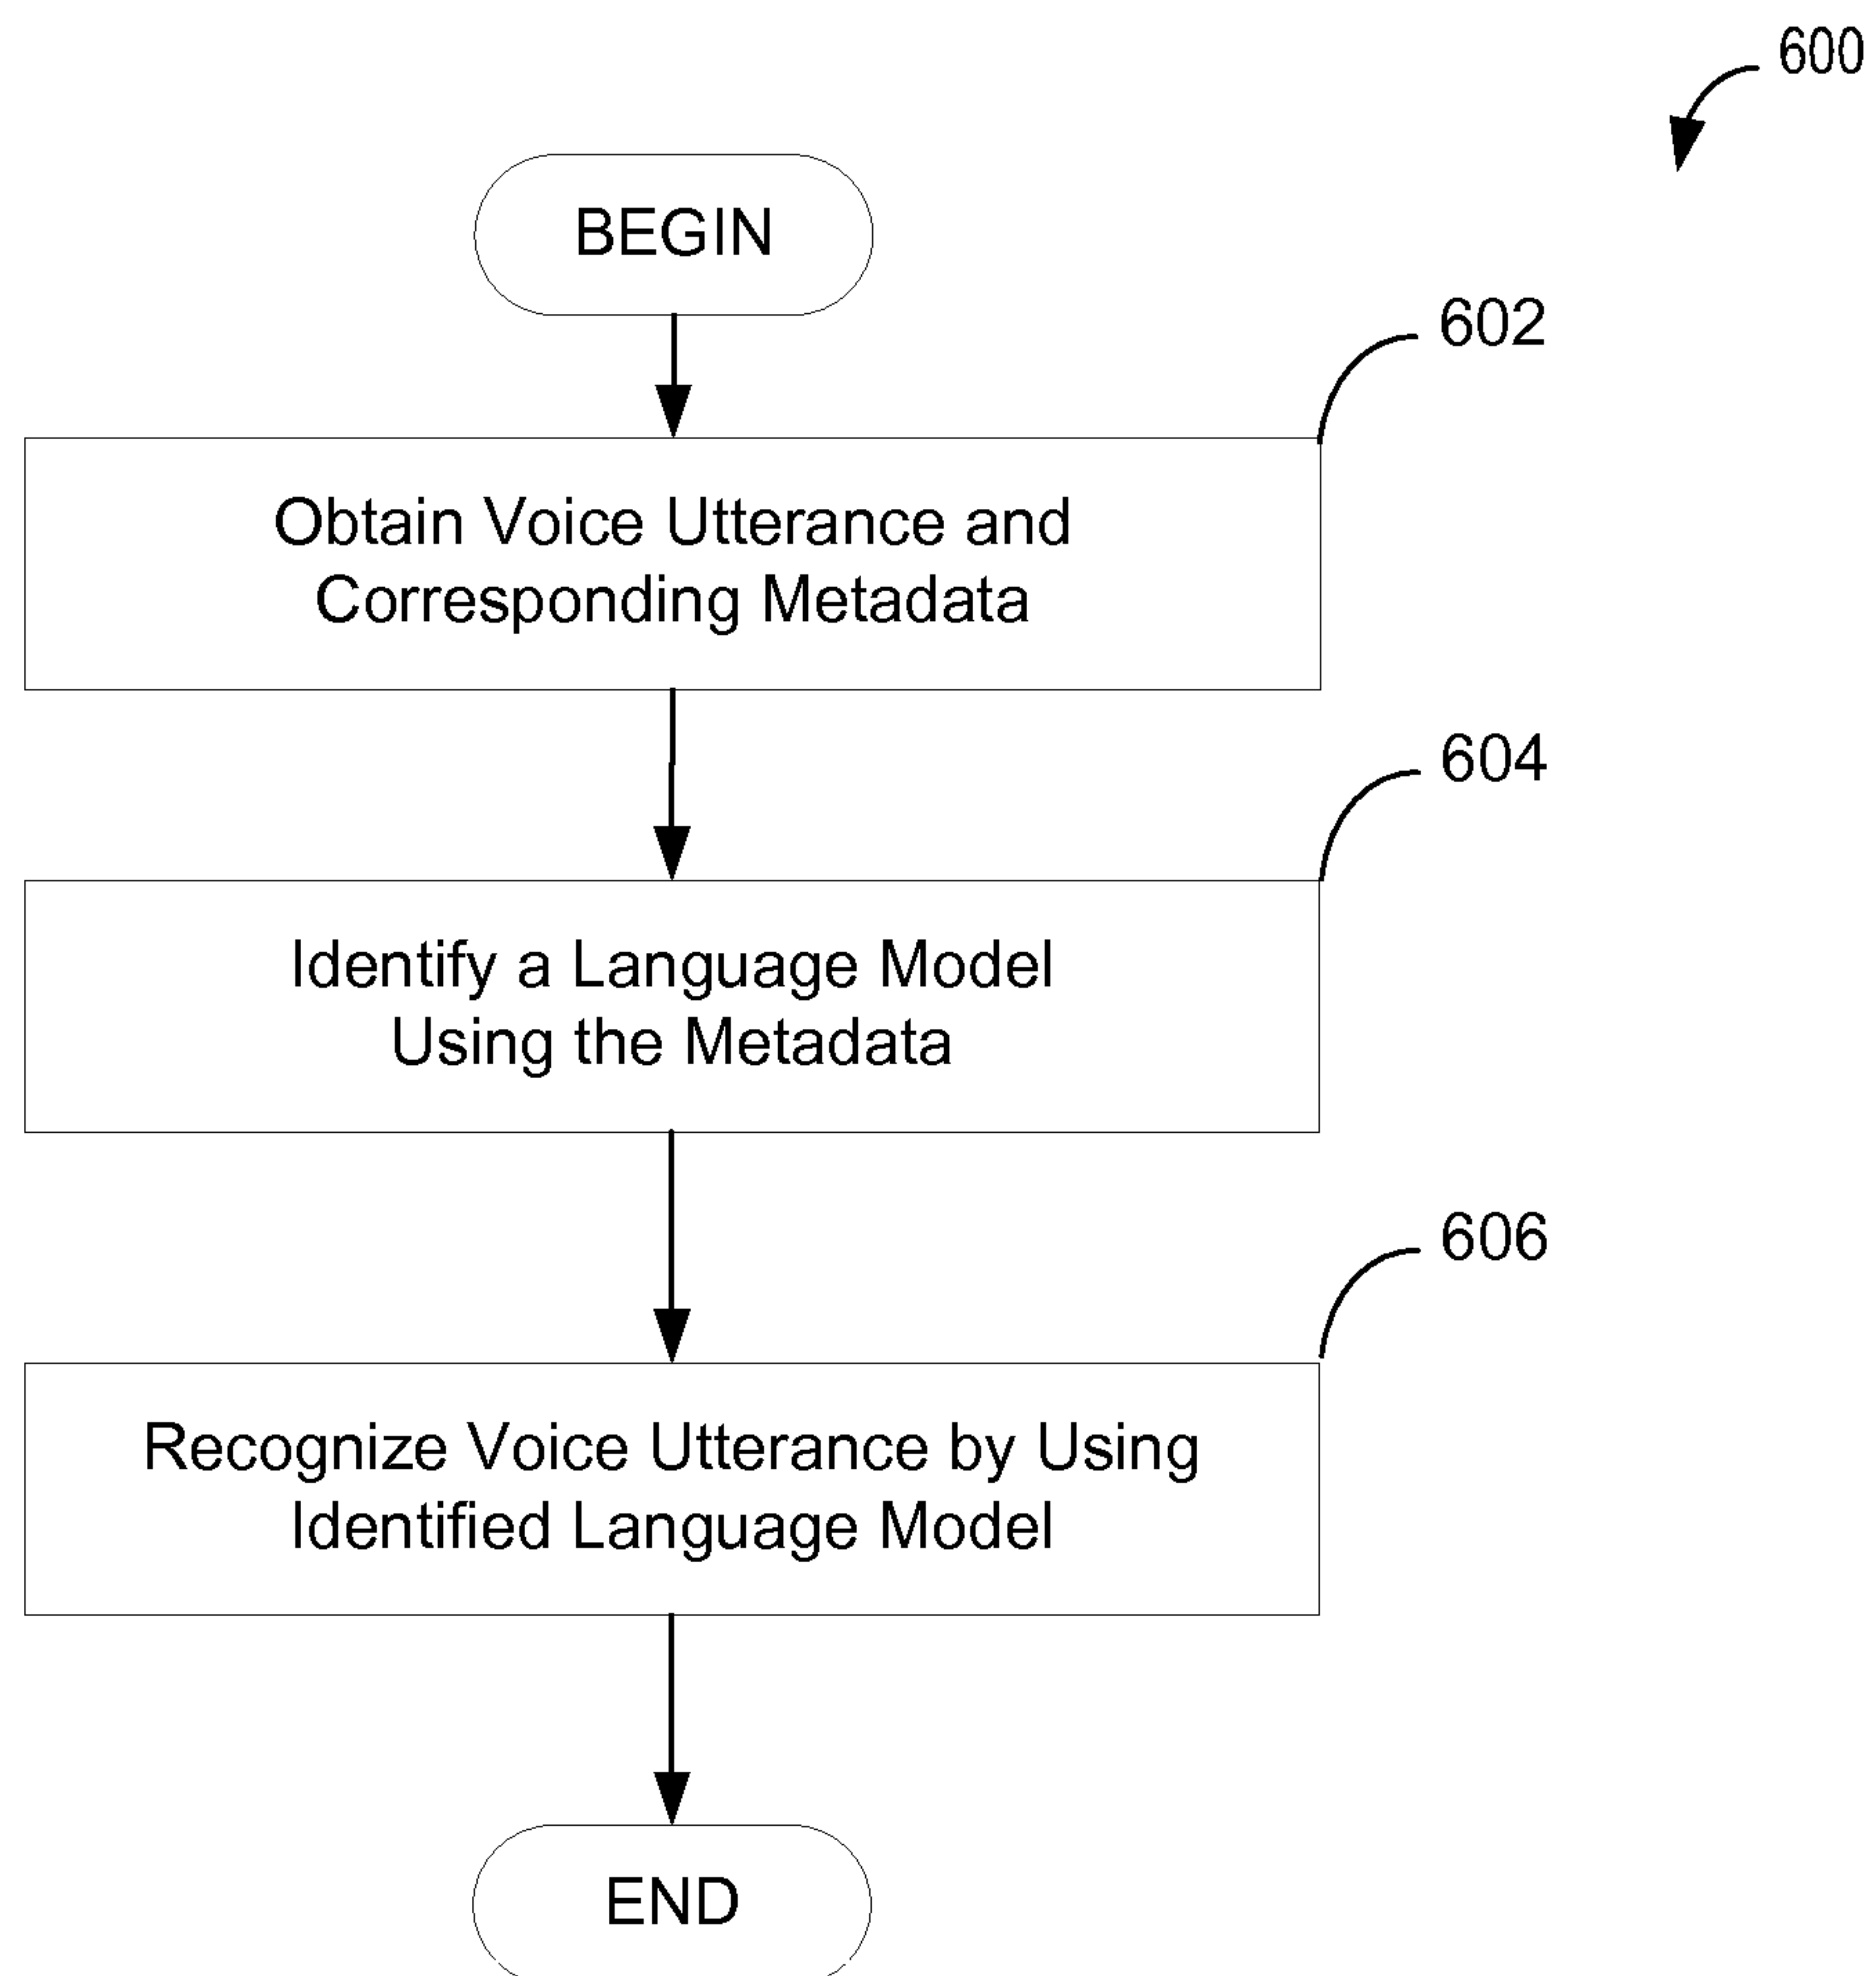 600
BEGIN
602
Obtain Voice Utterance and
Corresponding Metadata
604
Identify a Language Model
Using the Metadata
606
Recognize Voice Utterance by Using
Identified Language Model
END